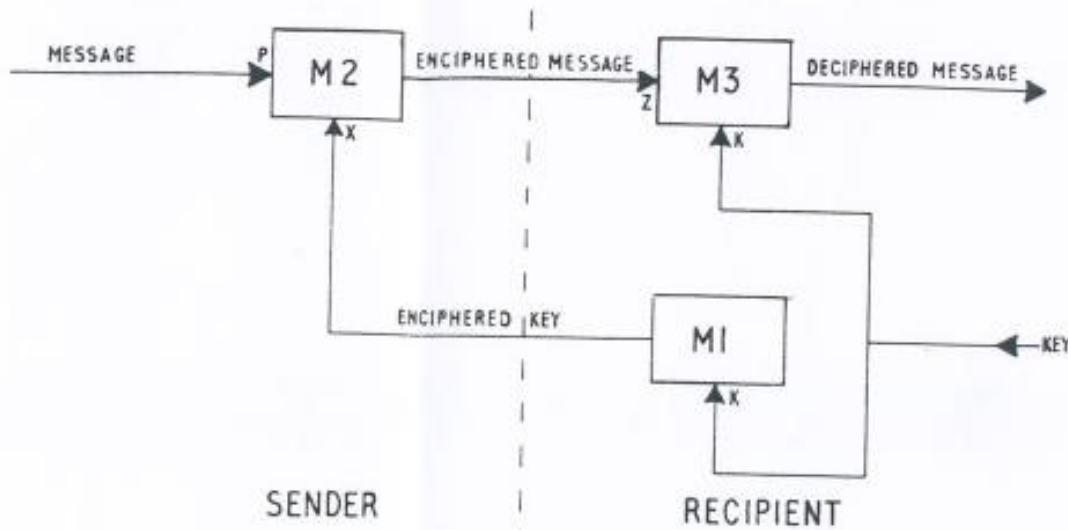 MESSAGE
P
M2
ENCIPHERED MESSAGE
Z
M3
DECIPHERED MESSAGE
X
K
ENCIPHERED KEY
M1
KEY
K
SENDER
RECIPIENT